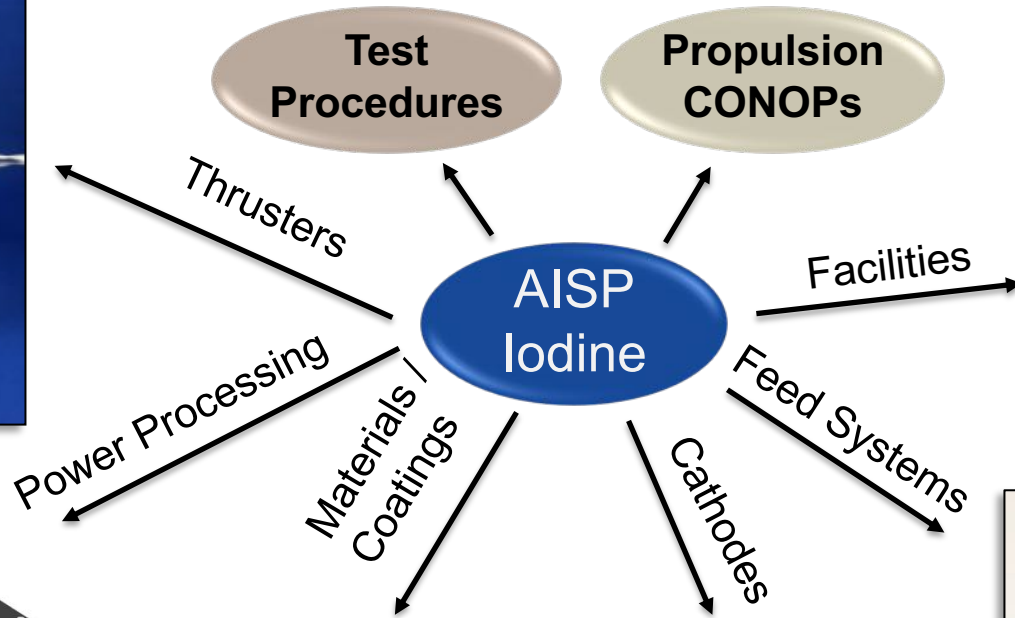 Test
Procedures
Propulsion
CONOPs
Thrusters
AISP
Iodine
Facilities
Power Processing
Materials /
Coatings
Cathodes
Feed Systems